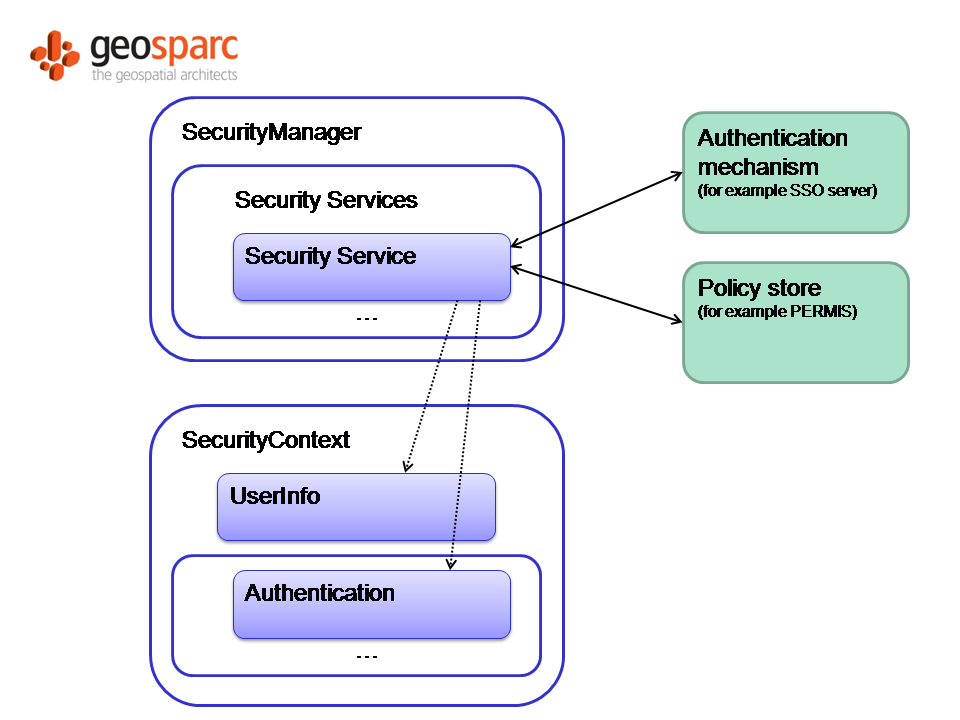 geosparc
the geospatial architects
SecurityManager
Security Services
Security Service
...
Authentication
mechanism
(for example SSO server)
Policy store
(for example PERMIS)
SecurityContext
UserInfo
Authentication
...